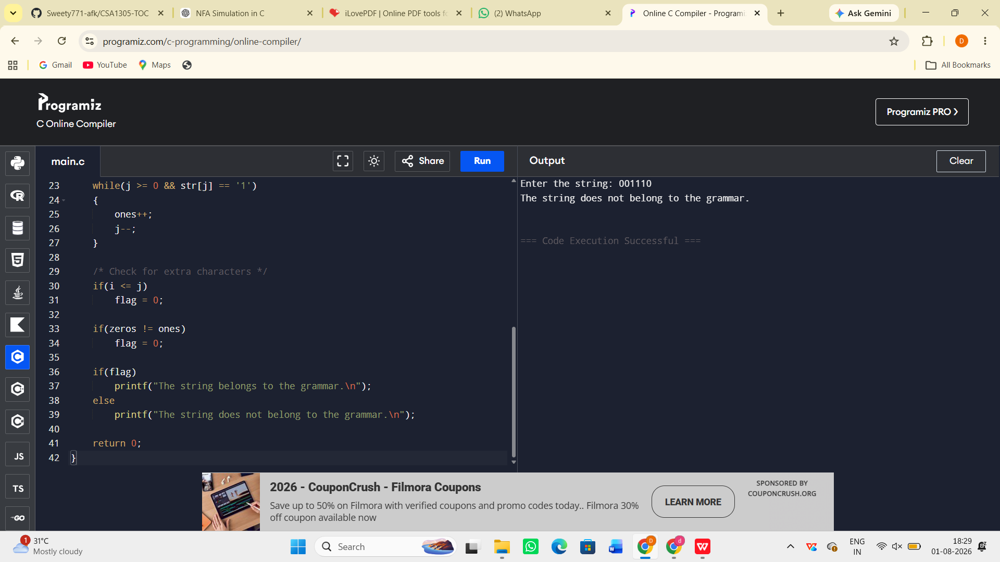 Sweety771-afk/CSA1305-TOC
NFA Simulation in C
iLovePDF | Online PDF tools fo
(2) WhatsApp
Online C Compiler - Programi
Ask Gemini
programiz.com/c-programming/online-compiler/
D
Gmail
YouTube
Maps
All Bookmarks
Programiz
C Online Compiler
Programiz PRO
main.c
Share
Run
Output
Clear
23 while(j >= 0 && str[j] == '1')
24 {
25 ones++;
26 j--;
27 }
28
29 /* Check for extra characters */
30 if(i <= j)
31 flag = 0;
32
33 if(zeros != ones)
34 flag = 0;
35
36 if(flag)
37 printf("The string belongs to the grammar.\n");
38 else
39 printf("The string does not belong to the grammar.\n");
40
41 return 0;
42 }
Enter the string: 001110
The string does not belong to the grammar.
=== Code Execution Successful ===
JS
TS
GO
2026 - CouponCrush - Filmora Coupons
Save up to 50% on Filmora with verified coupons and promo codes today.. Filmora 30%
off coupon available now
LEARN MORE
SPONSORED BY
COUPONCRUSH.ORG
1
31°C
Mostly cloudy
Search
D
d
ENG
IN
18:29
01-08-2026